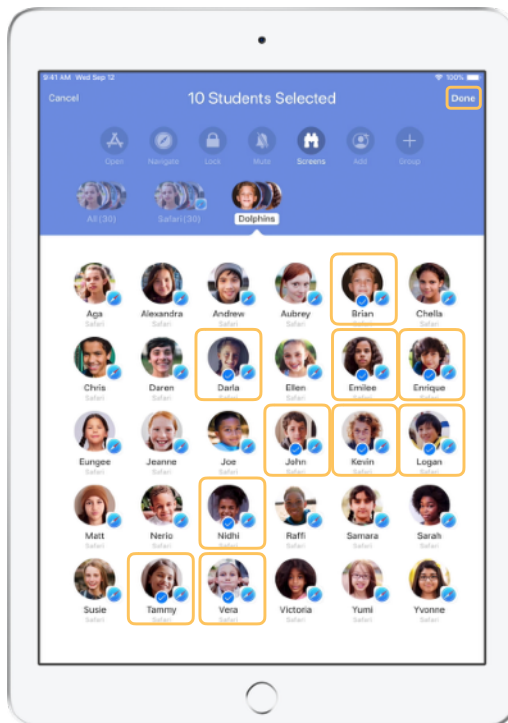 9:41 AM Wed Sep 12 100%
Cancel 10 Students Selected Done
Open Navigate Lock Mute Screens Add Group
All (30) Safari (30) Dolphins
Aga Alexandra Andrew Aubrey Brian Chella
Safari Safari Safari Safari Safari Safari
Chris Daren Darla Ellen Emilee Enrique
Safari Safari Safari Safari Safari Safari
Eungee Jeanne Joe John Kevin Logan
Safari Safari Safari Safari Safari Safari
Matt Nerio Nidhi Raffi Samara Sarah
Safari Safari Safari Safari Safari Safari
Susie Tammy Vera Victoria Yumi Yvonne
Safari Safari Safari Safari Safari Safari